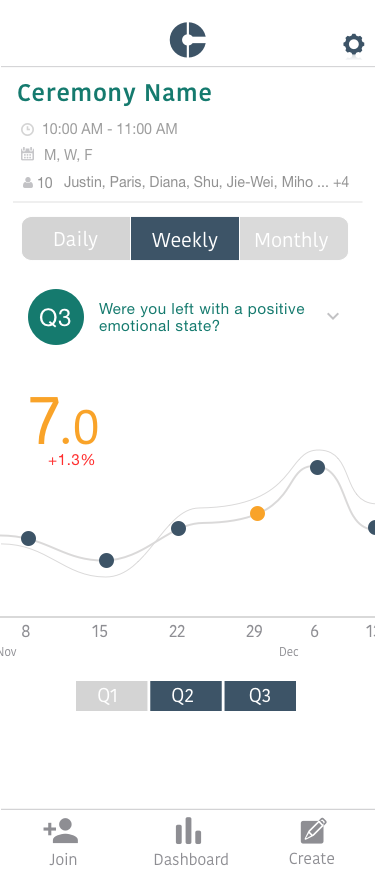 Ceremony Name
10:00 AM - 11:00 AM
M, W, F
10 Justin, Paris, Diana, Shu, Jie-Wei, Miho ... +4
Daily Weekly Monthly
Q3 Were you left with a positive
emotional state?
7.0
+1.3%
8 15 22 29 6
Nov Dec
Q1 Q2 Q3
Join Dashboard Create